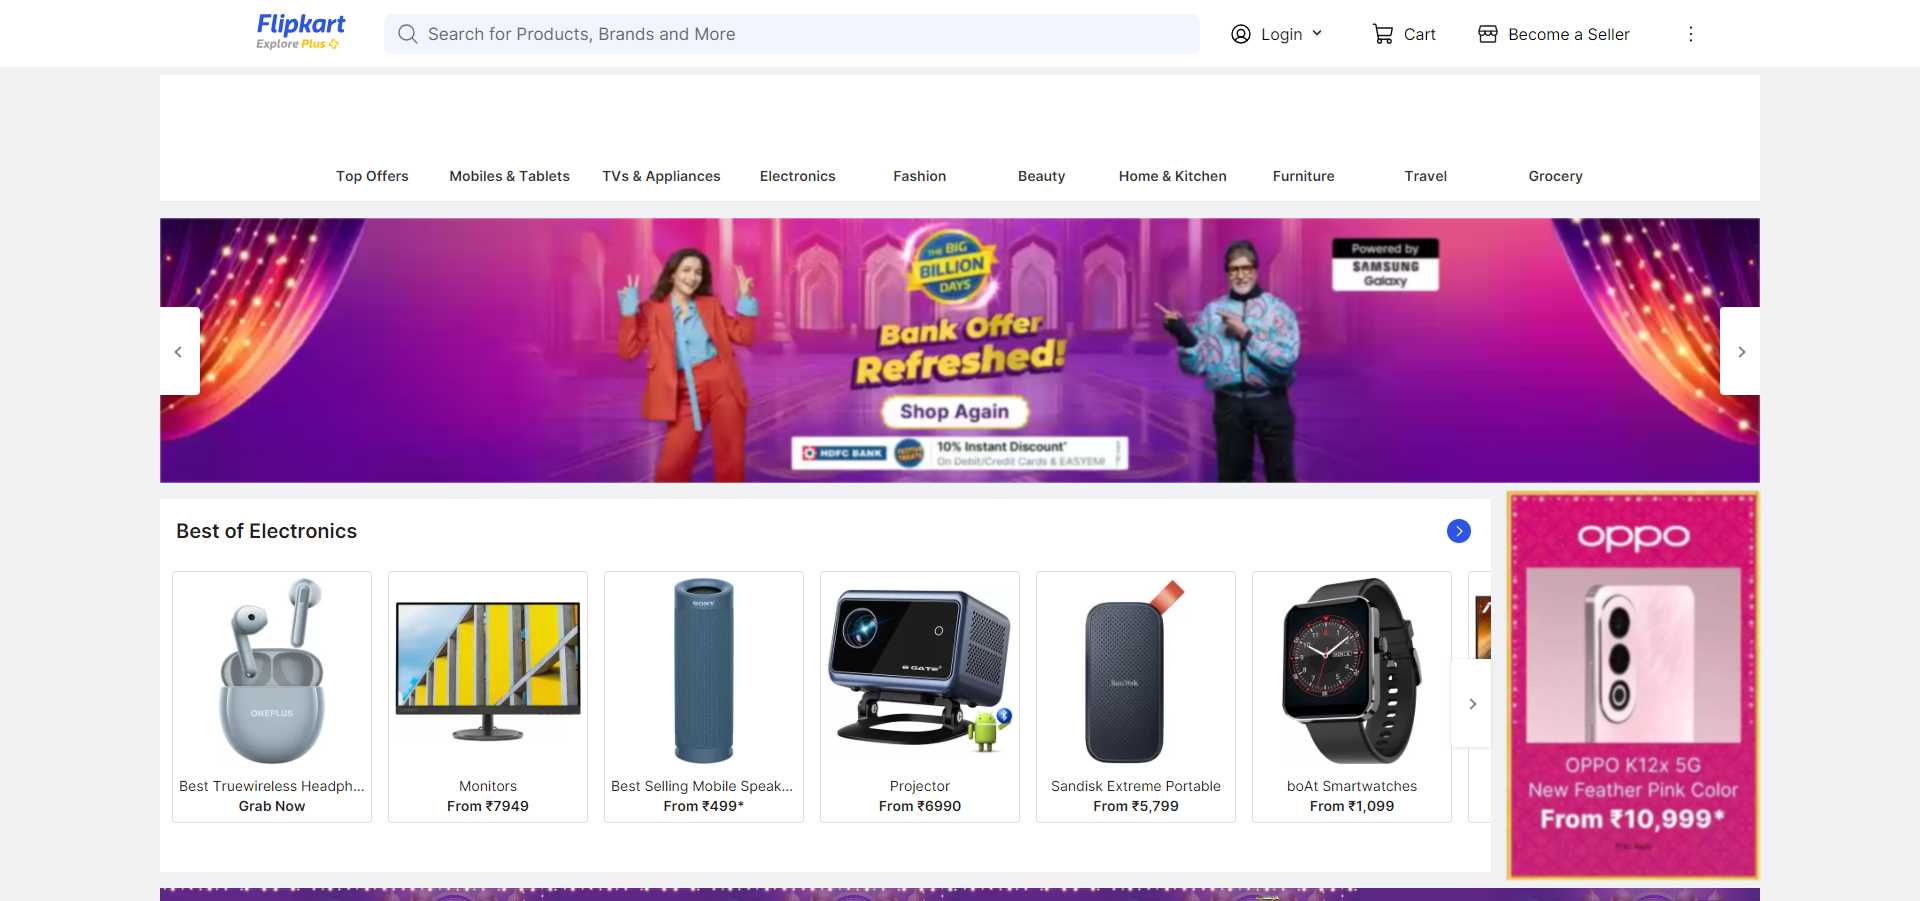 Flipkart
Explore Plus
Search for Products, Brands and More
Login
Cart
Become a Seller
Top Offers
Mobiles & Tablets
TVs & Appliances
Electronics
Fashion
Beauty
Home & Kitchen
Furniture
Travel
Grocery
THE BIG
BILLION
DAYS
Powered by
SAMSUNG
Galaxy
Bank Offer
Refreshed!
Shop Again
HDFC BANK
10% Instant Discount*
On Debit/Credit Cards & EASYEMI
Best of Electronics
ONEPLUS
SONY
E GATE
SanDisk
Best Truewireless Headph...
Grab Now
Monitors
From ₹7949
Best Selling Mobile Speak...
From ₹499*
Projector
From ₹6990
Sandisk Extreme Portable
From ₹5,799
boAt Smartwatches
From ₹1,099
oppo
OPPO K12x 5G
New Feather Pink Color
From ₹10,999*